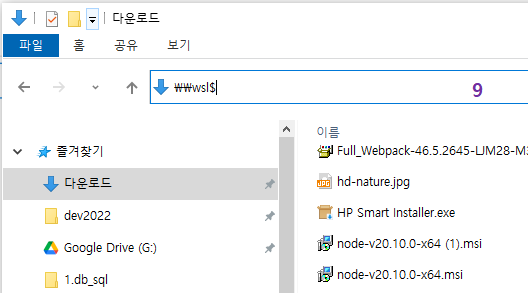 다운로드
파일 홈 공유 보기
₩₩wsl$
9
이름
즐겨찾기
Full_Webpack-46.5.2645-LJM28-M
다운로드
hd-nature.jpg
dev2022
HP Smart Installer.exe
Google Drive (G:)
node-v20.10.0-x64 (1).msi
1.db_sql
node-v20.10.0-x64.msi